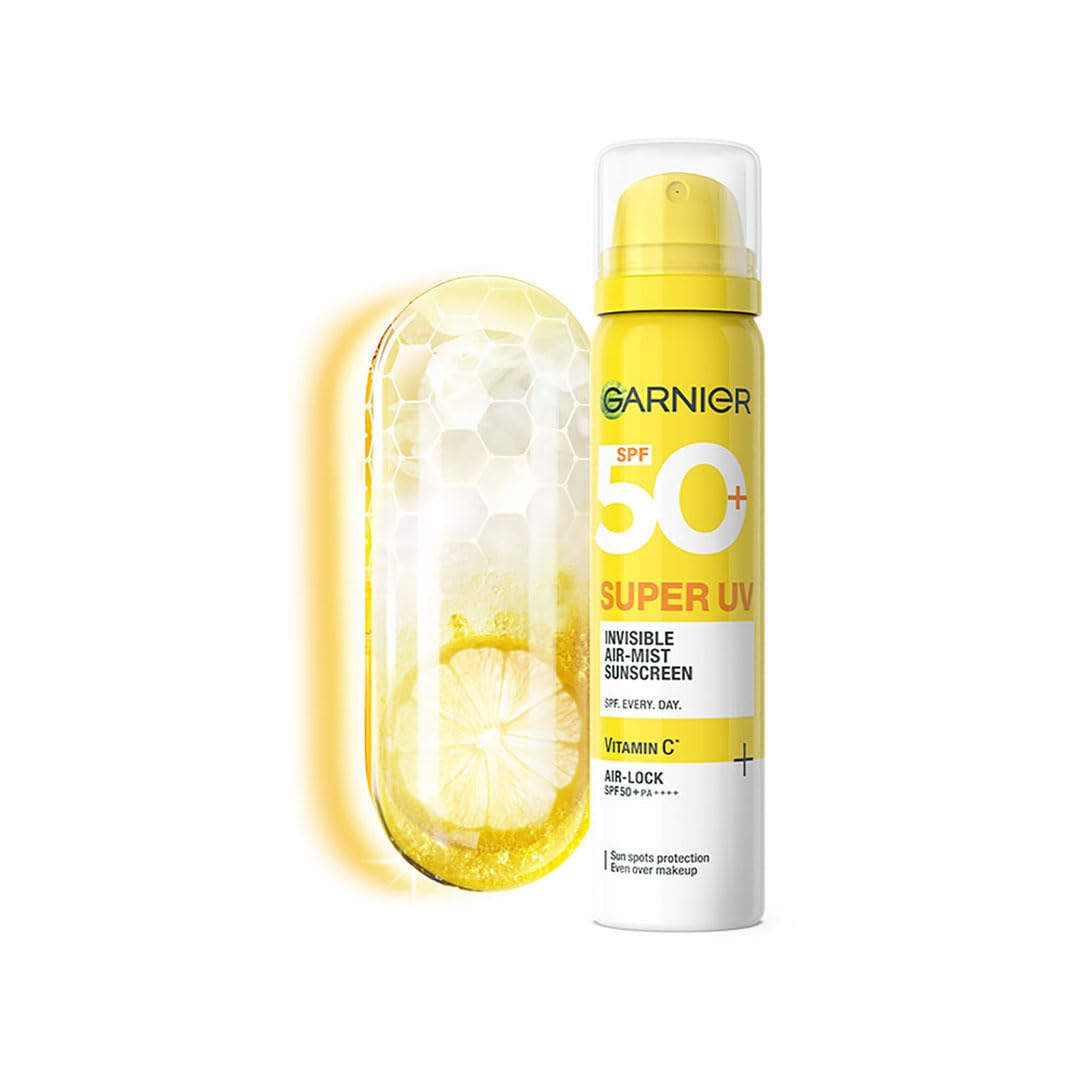 GARNIER
SPF
50+
SUPER UV
INVISIBLE
AIR-MIST
SUNSCREEN
SPF. EVERY. DAY.
VITAMIN C*
+
AIR-LOCK
SPF50+PA++++
Sun spots protection
Even over makeup